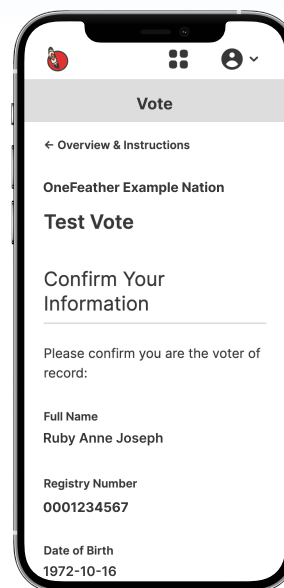 Vote
← Overview & Instructions
OneFeather Example Nation
Test Vote
Confirm Your
Information
Please confirm you are the voter of
record:
Full Name
Ruby Anne Joseph
Registry Number
0001234567
Date of Birth
1972-10-16